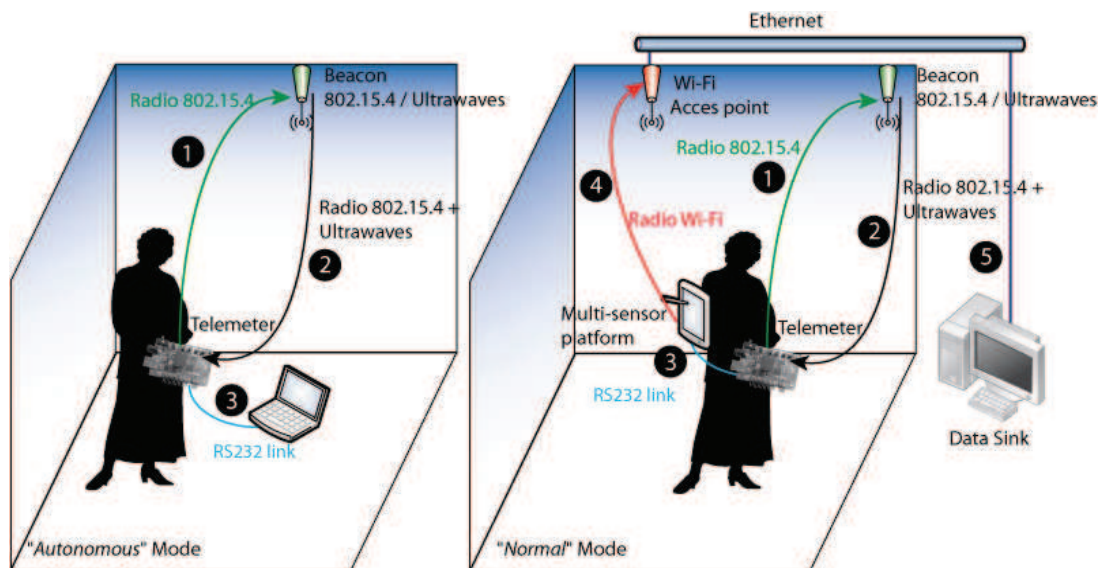 Ethernet
Radio 802.15.4
Beacon
802.15.4 / Ultrawaves
1
Radio 802.15.4 +
Ultrawaves
2
Telemeter
3
RS232 link
"Autonomous" Mode
Wi-Fi
Acces point
Beacon
802.15.4 / Ultrawaves
Radio 802.15.4
4
1
Radio 802.15.4 +
Ultrawaves
Radio Wi-Fi
2
5
Multi-sensor
platform
Telemeter
3
RS232 link
Data Sink
"Normal" Mode